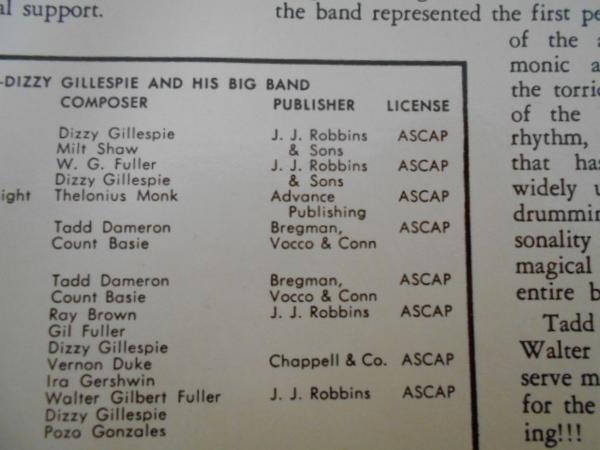 al support.
the band represented the first pe
-DIZZY GILLESPIE AND HIS BIG BAND
COMPOSER PUBLISHER LICENSE
Dizzy Gillespie J. J. Robbins ASCAP
Milt Shaw & Sons
W. G. Fuller J. J. Robbins ASCAP
Dizzy Gillespie & Sons
ight Thelonius Monk Advance ASCAP
Publishing
Tadd Dameron Bregman, ASCAP
Count Basie Vocco & Conn
Tadd Dameron Bregman, ASCAP
Count Basie Vocco & Conn
Ray Brown J. J. Robbins ASCAP
Gil Fuller
Dizzy Gillespie
Vernon Duke Chappell & Co. ASCAP
Ira Gershwin
Walter Gilbert Fuller J. J. Robbins ASCAP
Dizzy Gillespie
Pozo Gonzales
of the a
monic a
the torric
of the
rhythm,
that has
widely u
drummin
sonality
magical
entire b
Tadd
Walter
serve m
for the
ing!!!